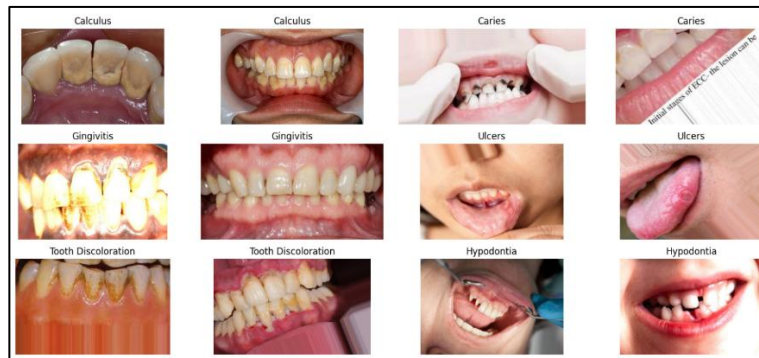 Calculus
Calculus
Caries
Caries
Initial stages of ECC - the lesion can be
Gingivitis
Gingivitis
Ulcers
Ulcers
Tooth Discoloration
Tooth Discoloration
Hypodontia
Hypodontia